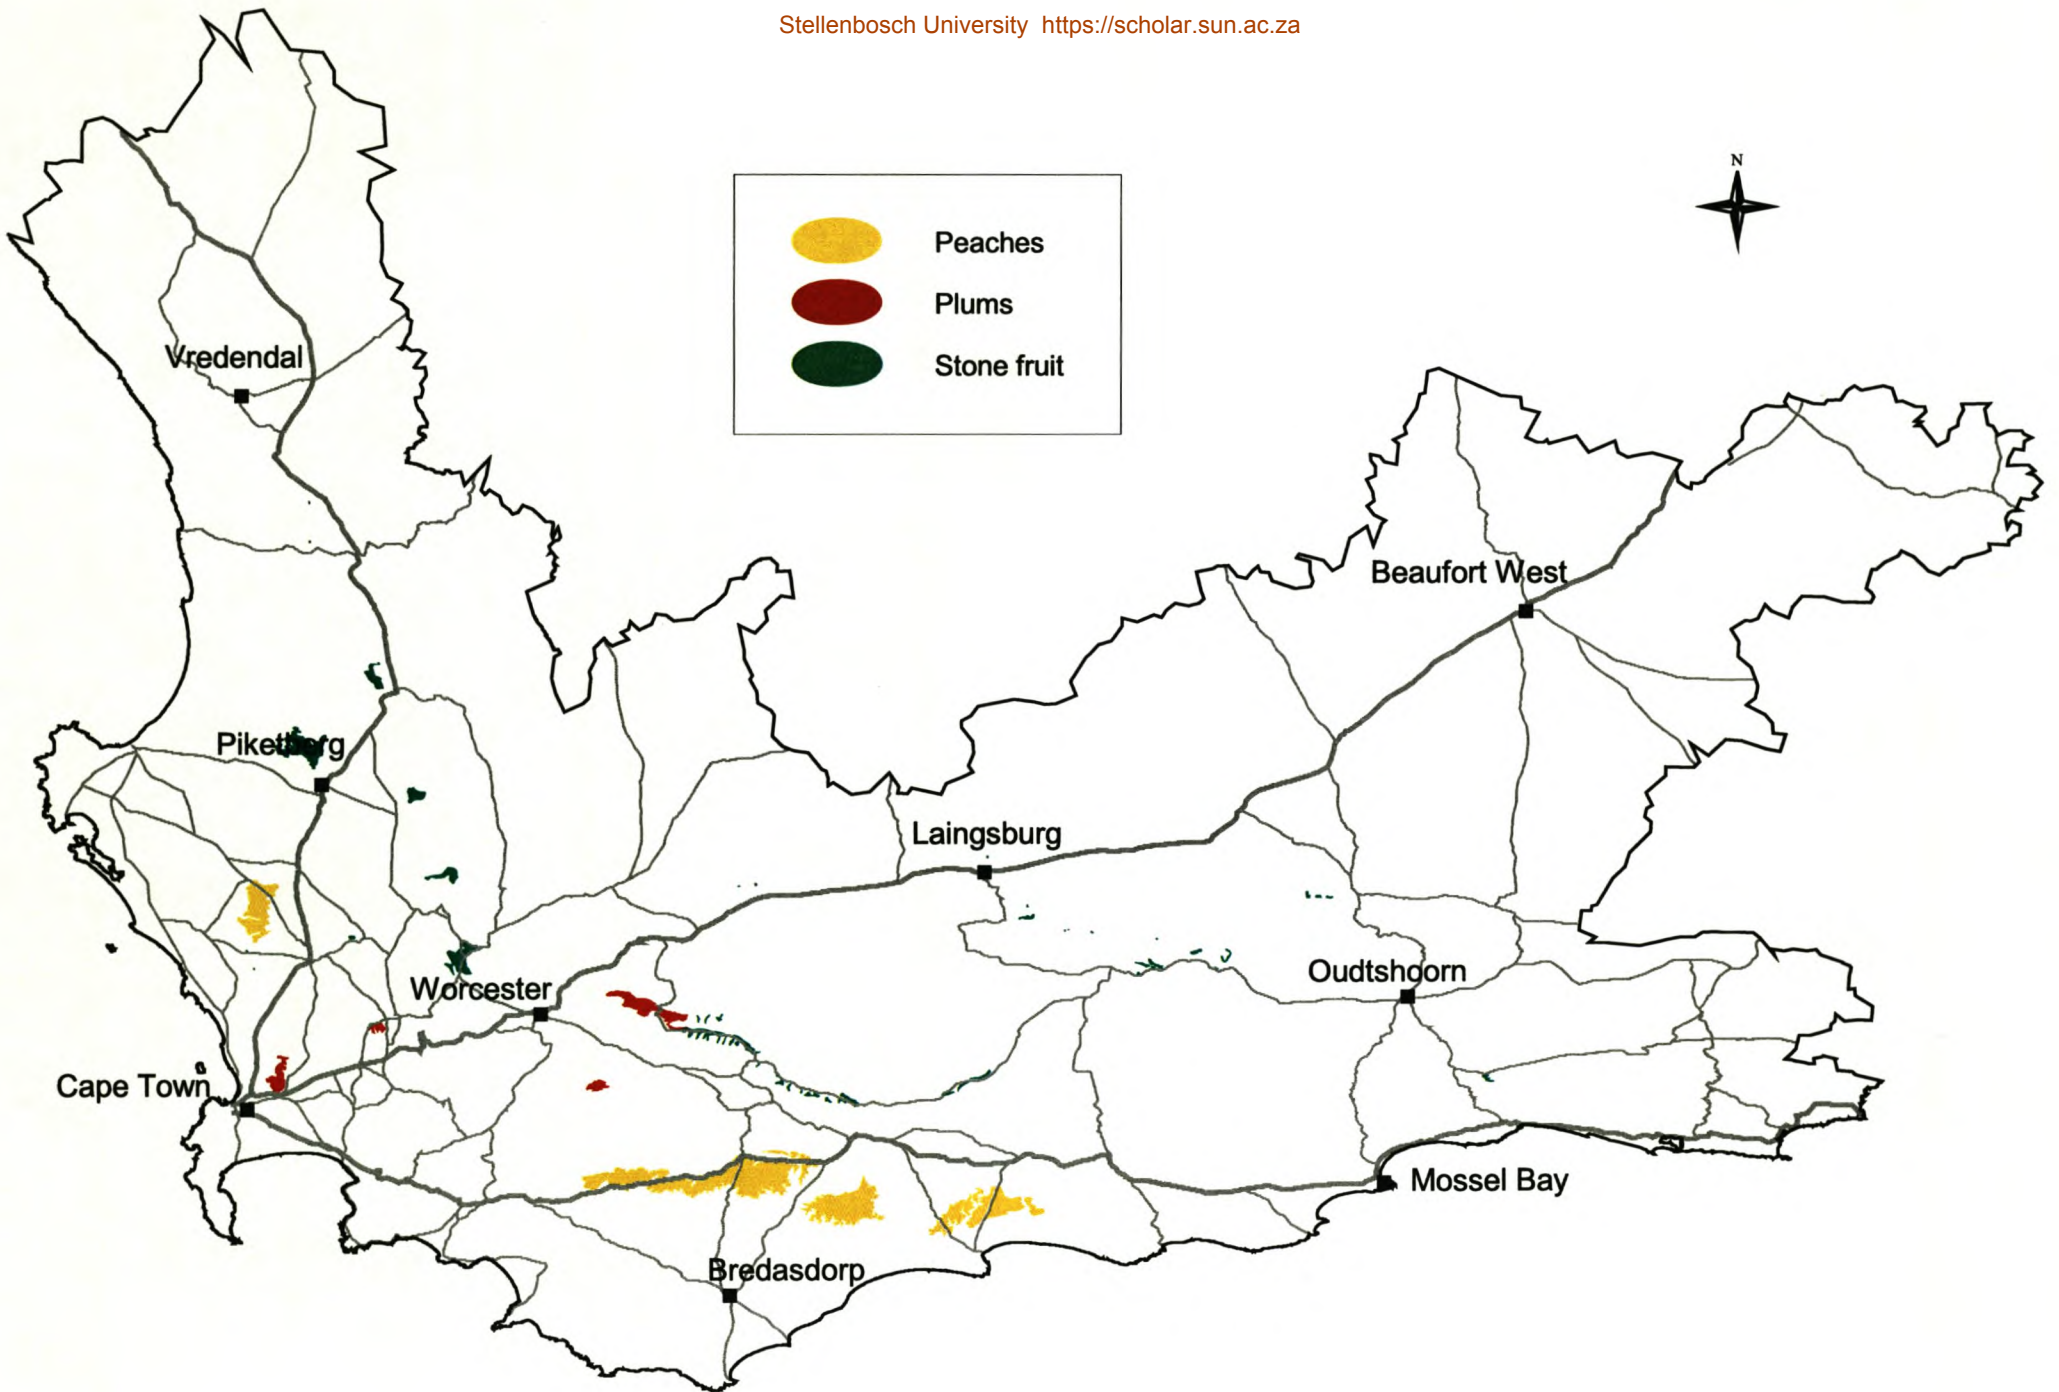 Stellenbosch University https://scholar.sun.ac.za
N
Peaches
Plums
Stone fruit
Vredendal
Beaufort West
Piketberg
Laingsburg
Worcester
Oudtshoorn
Cape Town
Mossel Bay
Bredasdorp